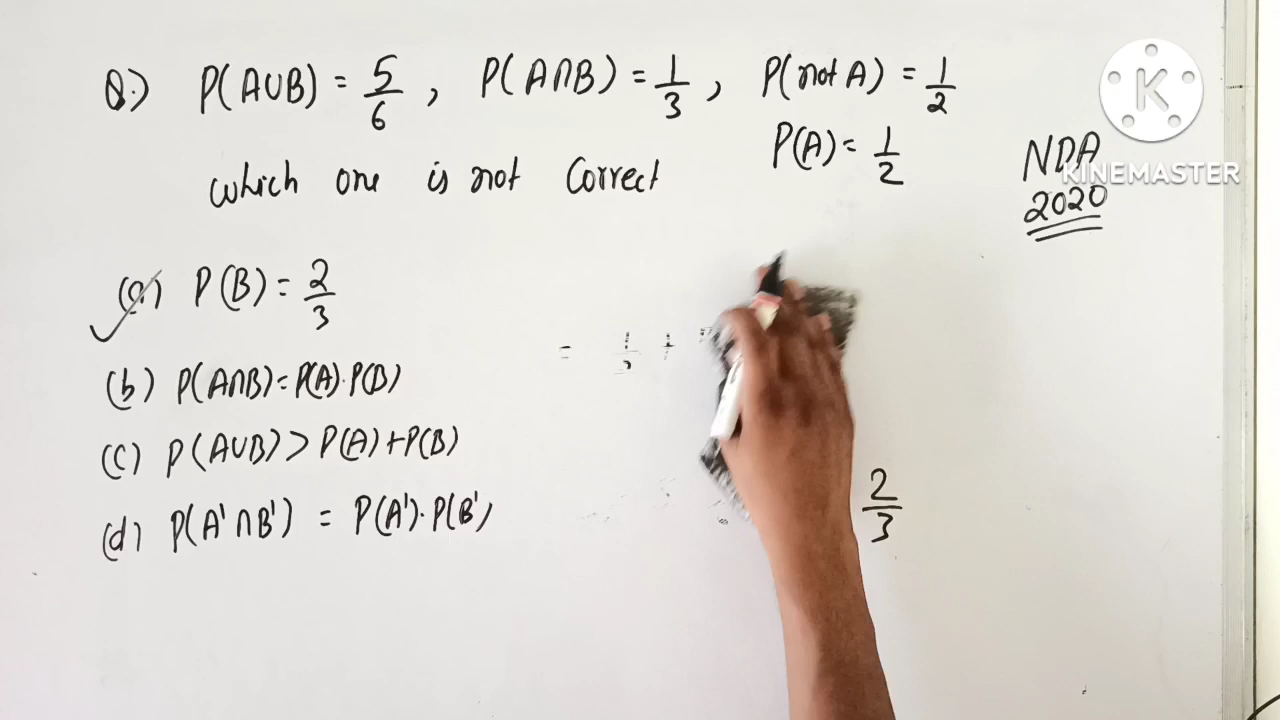 Q.) P(A∪B) = 5/6 , P(A∩B) = 1/3 , P(not A) = 1/2
P(A) = 1/2
which one is not Correct
NDA
2020
K
KINEMASTER
(a) P(B) = 2/3
(b) P(A∩B) = P(A)·P(B)
(c) P(A∪B) > P(A)+P(B)
(d) P(A'∩B') = P(A')·P(B')
=
2/3